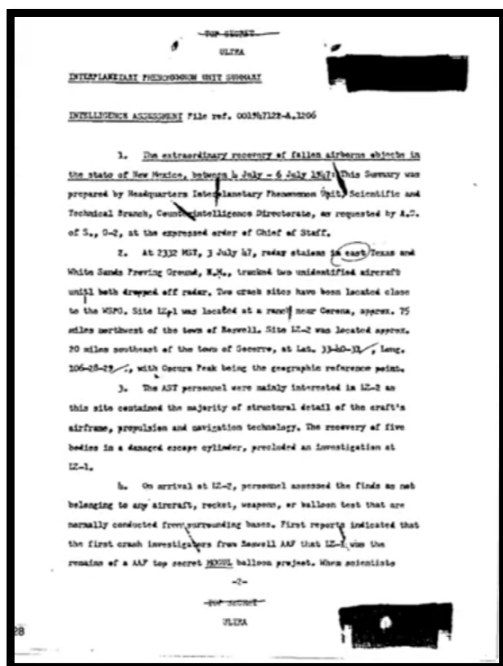 TOP SECRET
ULTRA
INTERPLANETARY PHENOMENON UNIT SUMMARY
INTELLIGENCE ASSESSMENT File ref. 001947122-A.1206
1. The extraordinary recovery of fallen airborne objects in
the state of New Mexico, between 4 July - 6 July 1947: This Summary was
prepared by Headquarters Interplanetary Phenomenon Unit, Scientific and
Technical Branch, Counterintelligence Directorate, as requested by A.C.
of S., G-2, at the expressed order of Chief of Staff.
2. At 2332 MST, 3 July 47, radar staions in east Texas and
White Sands Proving Ground, N.M., tracked two unidentified aircraft
until both dropped off radar. Two crash sites have been located close
to the WSPG. Site LZ-1 was located at a ranch near Corona, approx. 75
miles northwest of the town of Roswell. Site LZ-2 was located approx.
20 miles southeast of the town of Socorro, at Lat. 33-40-31, Long.
106-28-29, with Oscura Peak being the geographic reference point.
3. The AST personnel were mainly interested in LZ-2 as
this site contained the majority of structural detail of the craft's
airframe, propulsion and navigation technology. The recovery of five
bodies in a damaged escape cylinder, precluded an investigation at
LZ-1.
4. On arrival at LZ-2, personnel assessed the finds as not
belonging to any aircraft, rocket, weapons, or balloon test that are
normally conducted from surrounding bases. First reports indicated that
the first crash investigators from Roswell AAF that LZ-1 was the
remains of a AAF top secret MOGUL balloon project. When scientists
-2-
TOP SECRET
ULTRA
28